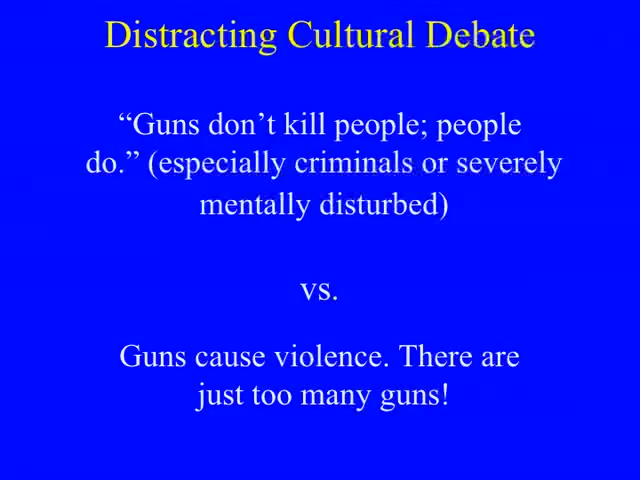 Distracting Cultural Debate
“Guns don’t kill people; people
do.” (especially criminals or severely
mentally disturbed)
vs.
Guns cause violence. There are
just too many guns!